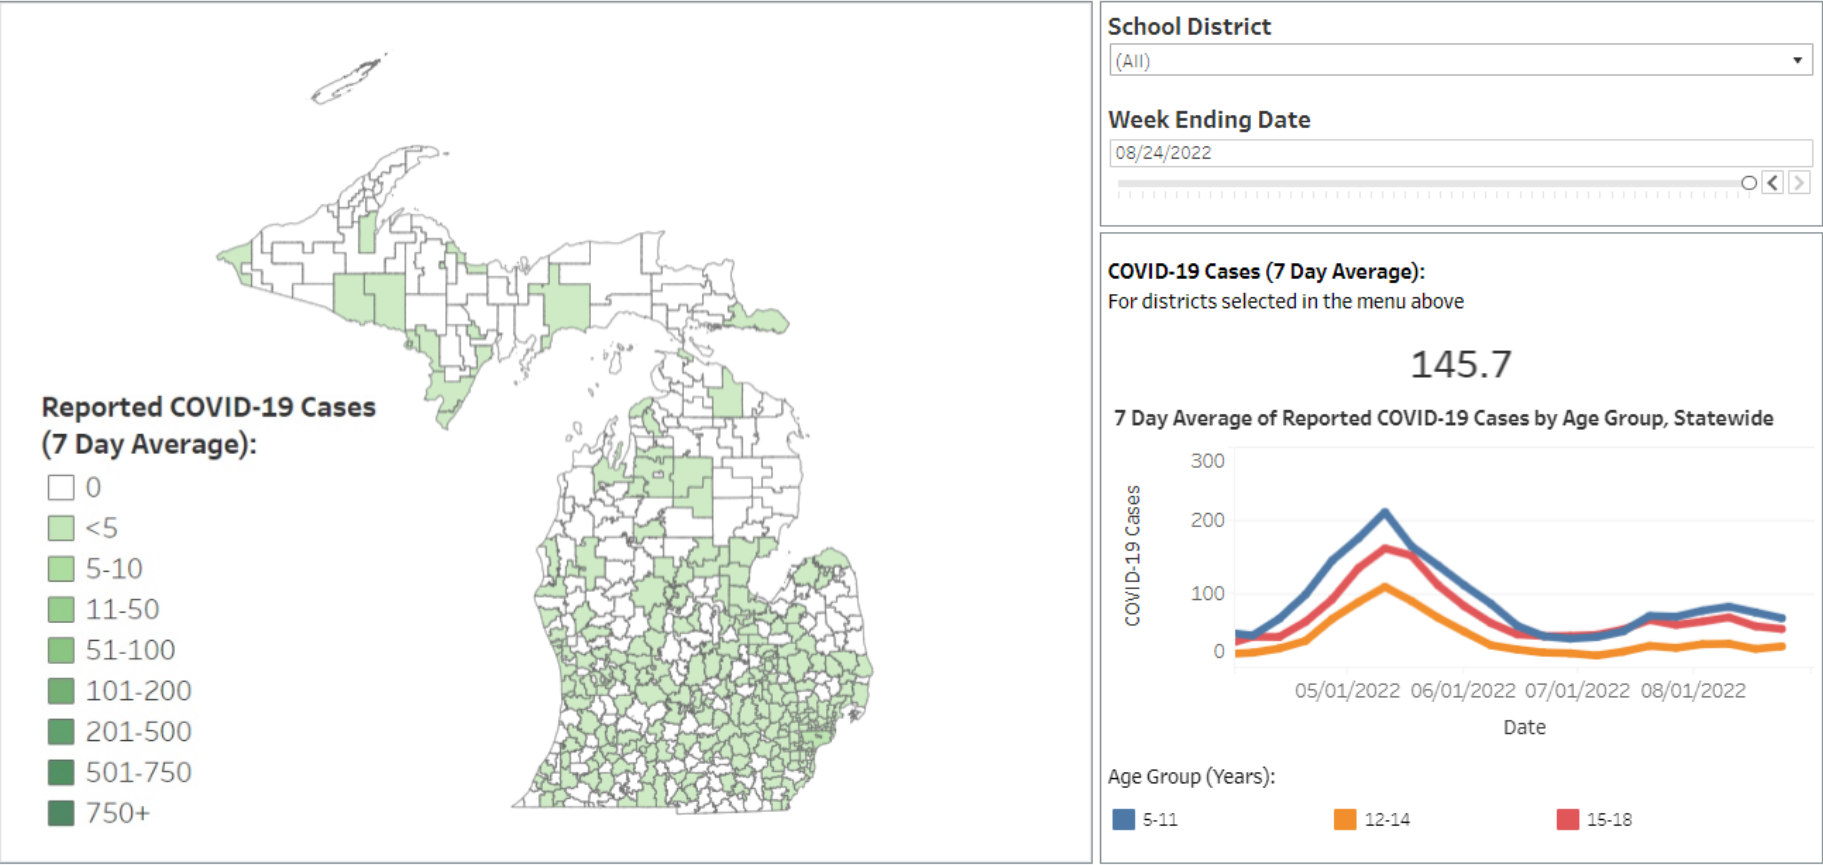 Reported COVID-19 Cases
(7 Day Average):
0
<5
5-10
11-50
51-100
101-200
201-500
501-750
750+
School District
(All)
Week Ending Date
08/24/2022
COVID-19 Cases (7 Day Average):
For districts selected in the menu above
145.7
7 Day Average of Reported COVID-19 Cases by Age Group, Statewide
COVID-19 Cases
300
200
100
0
05/01/2022 06/01/2022 07/01/2022 08/01/2022
Date
Age Group (Years):
5-11 12-14 15-18